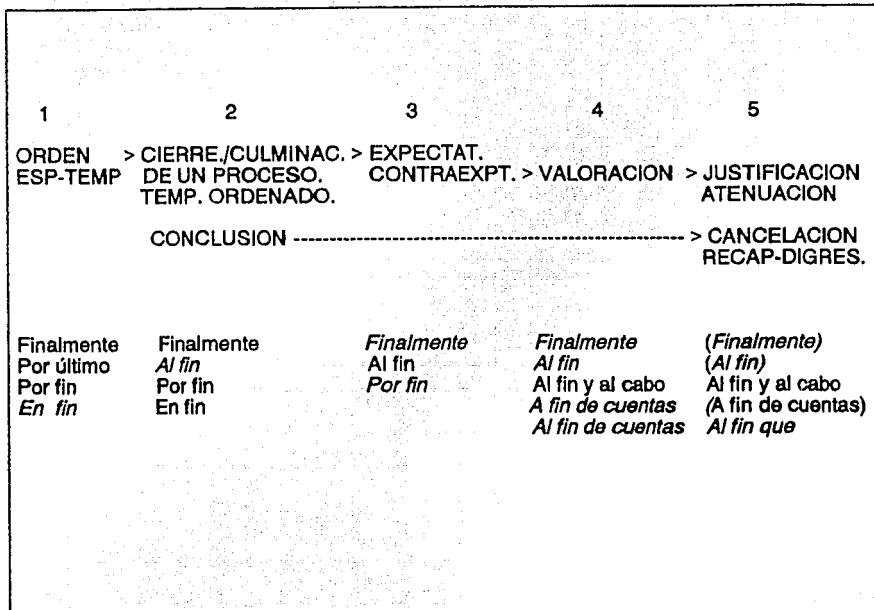 1 2 3 4 5
ORDEN > CIERRE./CULMINAC. > EXPECTAT.
ESP-TEMP DE UN PROCESO. CONTRAEXPT. > VALORACION > JUSTIFICACION
TEMP. ORDENADO. ATENUACION
CONCLUSION ------------------------------------------------ > CANCELACION
RECAP-DIGRES.
Finalmente Finalmente Finalmente Finalmente (Finalmente)
Por último Al fin Al fin Al fin (Al fin)
Por fin Por fin Por fin Al fin y al cabo Al fin y al cabo
En fin En fin A fin de cuentas (A fin de cuentas)
Al fin de cuentas Al fin que